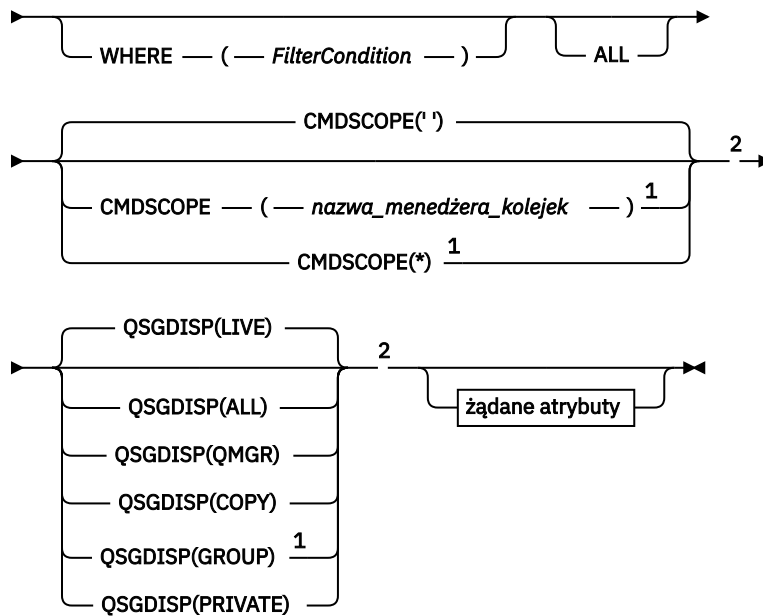 WHERE ( FilterCondition ) ALL
CMDSCOPE(' ')
2
CMDSCOPE ( nazwa_menedżera_kolejek ) 1
CMDSCOPE(*) 1
QSGDISP(LIVE)
2
QSGDISP(ALL) żądane atrybuty
QSGDISP(QMGR)
QSGDISP(COPY)
QSGDISP(GROUP) 1
QSGDISP(PRIVATE)